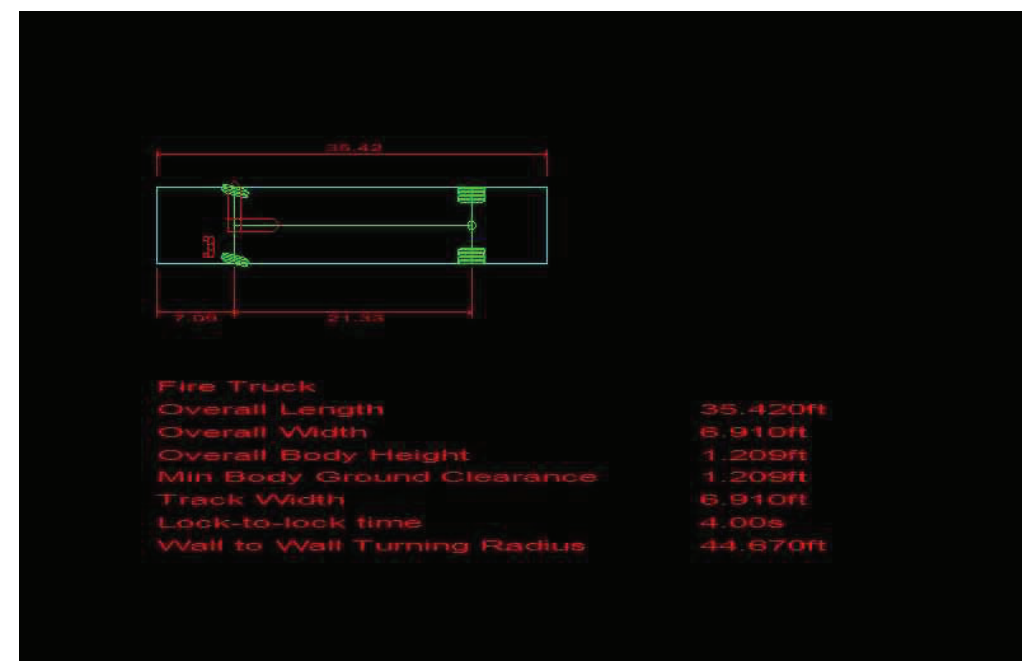 35.42
7.09 21.33
Fire Truck
Overall Length 35.420ft
Overall Width 6.910ft
Overall Body Height 1.209ft
Min Body Ground Clearance 1.209ft
Track Width 6.910ft
Lock-to-lock time 4.00s
Wall to Wall Turning Radius 44.670ft